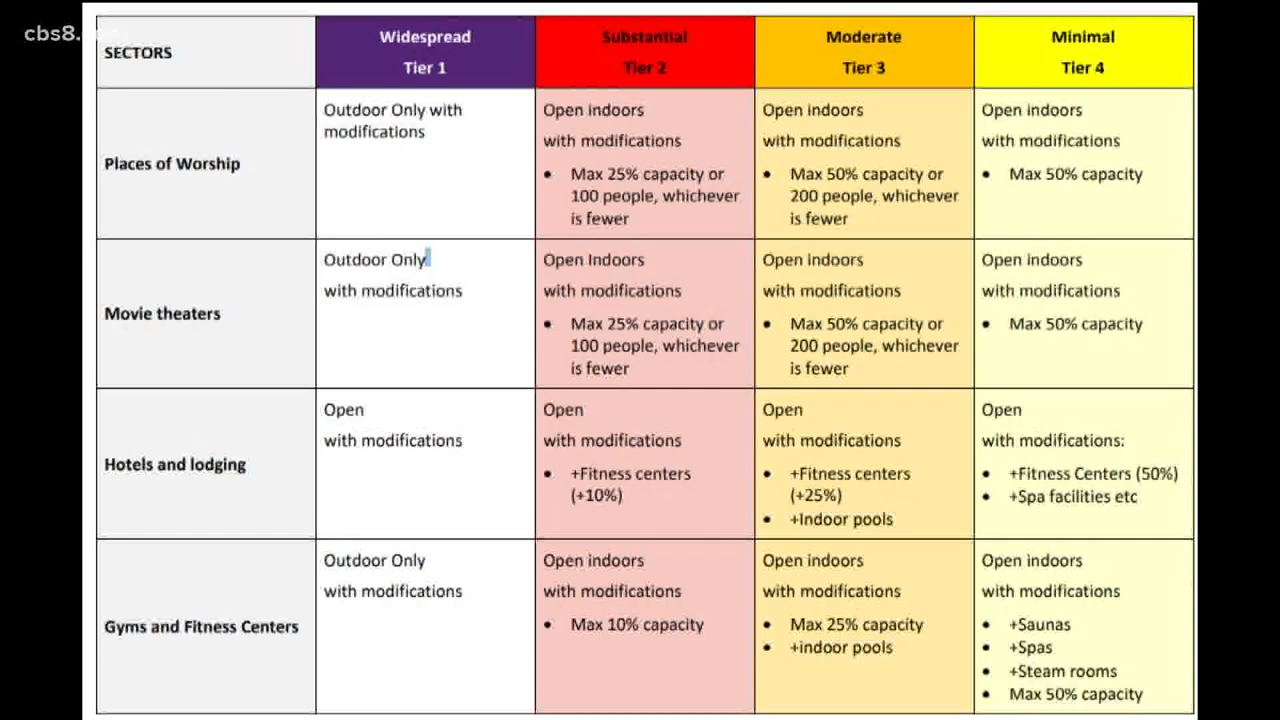 cbs8.
SECTORS
Widespread
Tier 1
Substantial
Tier 2
Moderate
Tier 3
Minimal
Tier 4
Places of Worship
Outdoor Only with
modifications
Open indoors
with modifications
• Max 25% capacity or
100 people, whichever
is fewer
Open indoors
with modifications
• Max 50% capacity or
200 people, whichever
is fewer
Open indoors
with modifications
• Max 50% capacity
Movie theaters
Outdoor Only
with modifications
Open Indoors
with modifications
• Max 25% capacity or
100 people, whichever
is fewer
Open indoors
with modifications
• Max 50% capacity or
200 people, whichever
is fewer
Open indoors
with modifications
• Max 50% capacity
Hotels and lodging
Open
with modifications
Open
with modifications
• +Fitness centers
(+10%)
Open
with modifications
• +Fitness centers
(+25%)
• +Indoor pools
Open
with modifications:
• +Fitness Centers (50%)
• +Spa facilities etc
Gyms and Fitness Centers
Outdoor Only
with modifications
Open indoors
with modifications
• Max 10% capacity
Open indoors
with modifications
• Max 25% capacity
• +indoor pools
Open indoors
with modifications
• +Saunas
• +Spas
• +Steam rooms
• Max 50% capacity